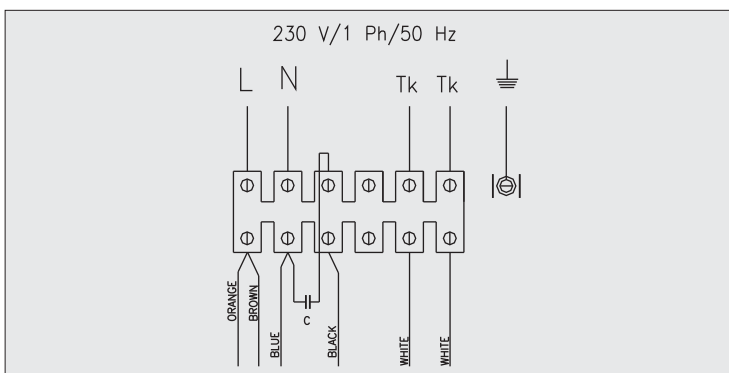 230 V/1 Ph/50 Hz
L N Tk Tk
ORANGE BROWN BLUE C BLACK WHITE WHITE